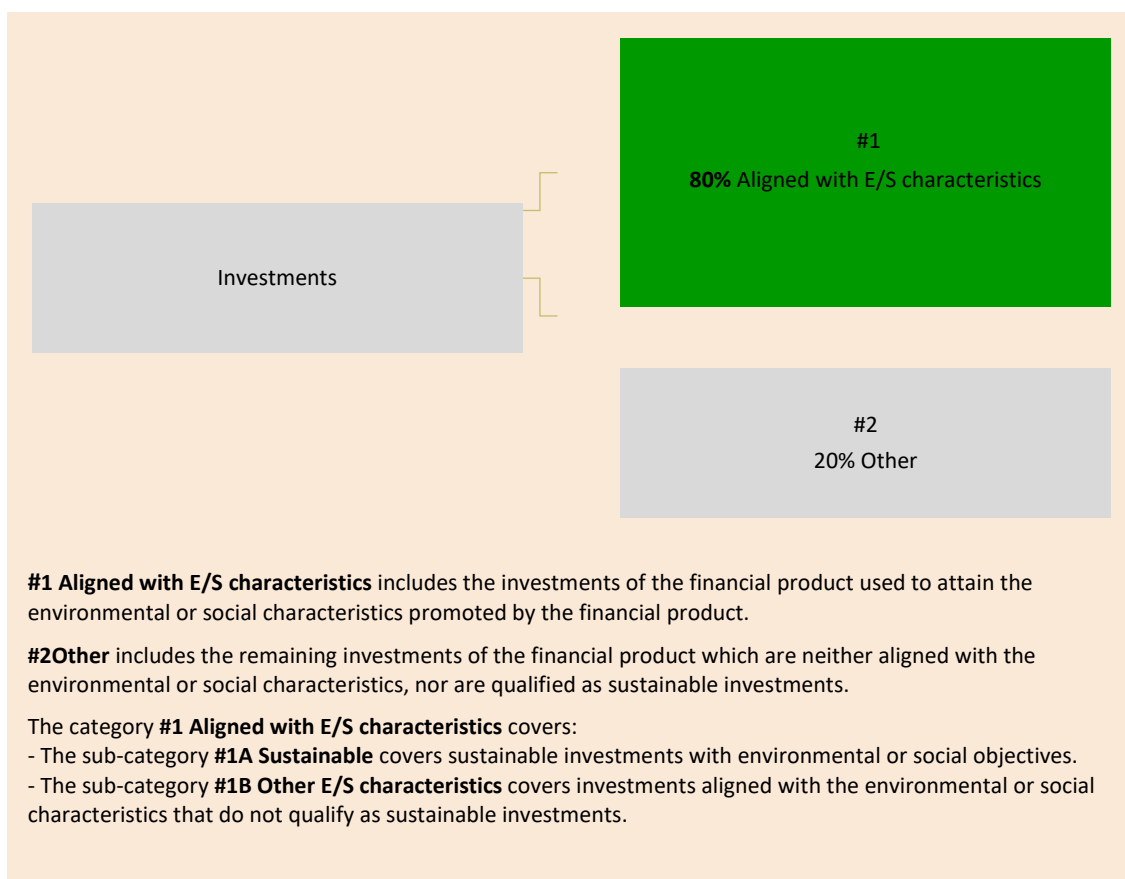 #1
80% Aligned with E/S characteristics
Investments
#2
20% Other
#1 Aligned with E/S characteristics includes the investments of the financial product used to attain the
environmental or social characteristics promoted by the financial product.
#2Other includes the remaining investments of the financial product which are neither aligned with the
environmental or social characteristics, nor are qualified as sustainable investments.
The category #1 Aligned with E/S characteristics covers:
- The sub-category #1A Sustainable covers sustainable investments with environmental or social objectives.
- The sub-category #1B Other E/S characteristics covers investments aligned with the environmental or social
characteristics that do not qualify as sustainable investments.